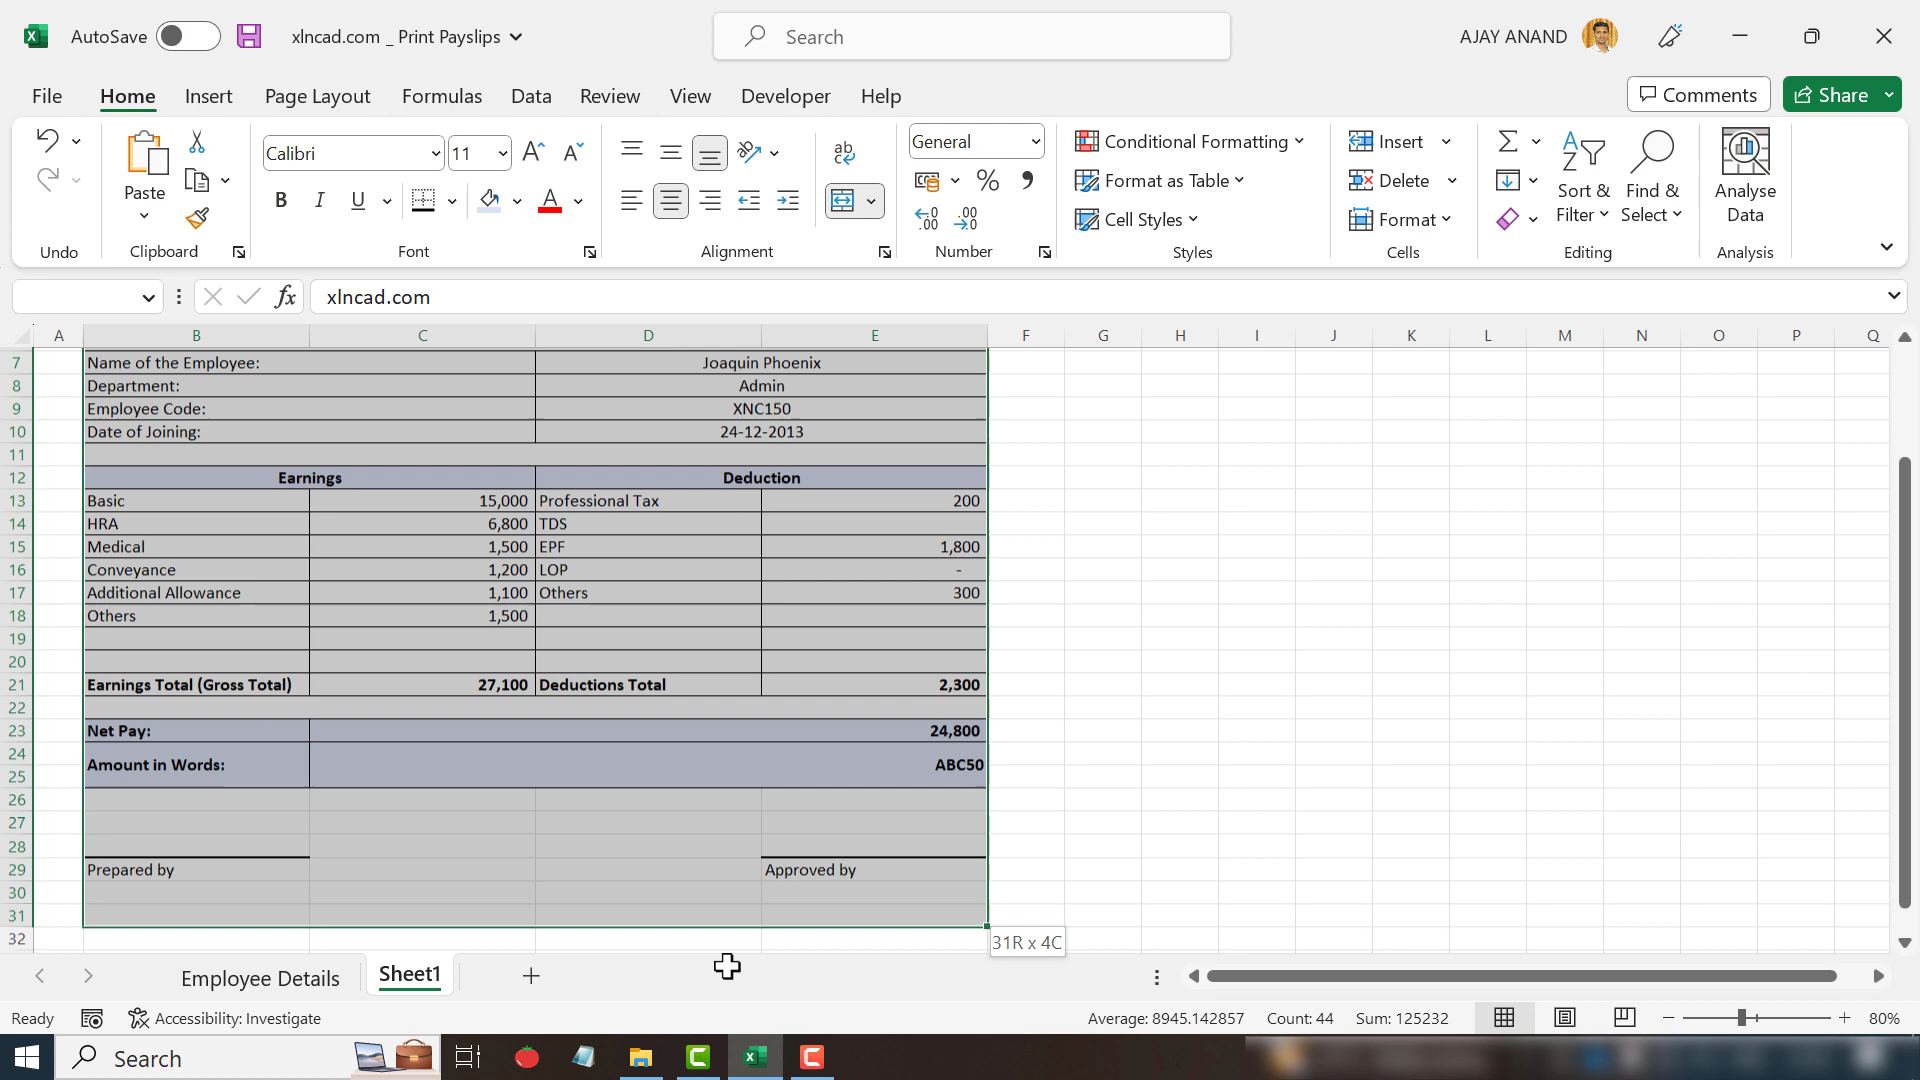 AutoSave xlncad.com _ Print Payslips Search AJAY ANAND
File Home Insert Page Layout Formulas Data Review View Developer Help Comments Share
Paste
Calibri 11
B I U
ab
General
% ,
.00
Conditional Formatting
Format as Table
Cell Styles
Insert
Delete
Format
Sort &
Filter
Find &
Select
Analyse
Data
Undo Clipboard Font Alignment Number Styles Cells Editing Analysis
fx xlncad.com
A B C D E F G H I J K L M N O P Q
7 Name of the Employee: Joaquin Phoenix
8 Department: Admin
9 Employee Code: XNC150
10 Date of Joining: 24-12-2013
11
12 Earnings Deduction
13 Basic 15,000 Professional Tax 200
14 HRA 6,800 TDS
15 Medical 1,500 EPF 1,800
16 Conveyance 1,200 LOP -
17 Additional Allowance 1,100 Others 300
18 Others 1,500
19
20
21 Earnings Total (Gross Total) 27,100 Deductions Total 2,300
22
23 Net Pay: 24,800
24
Amount in Words: ABC50
25
26
27
28
29 Prepared by Approved by
30
31
32
31R x 4C
Employee Details Sheet1
Ready Accessibility: Investigate Average: 8945.142857 Count: 44 Sum: 125232 80%
Search